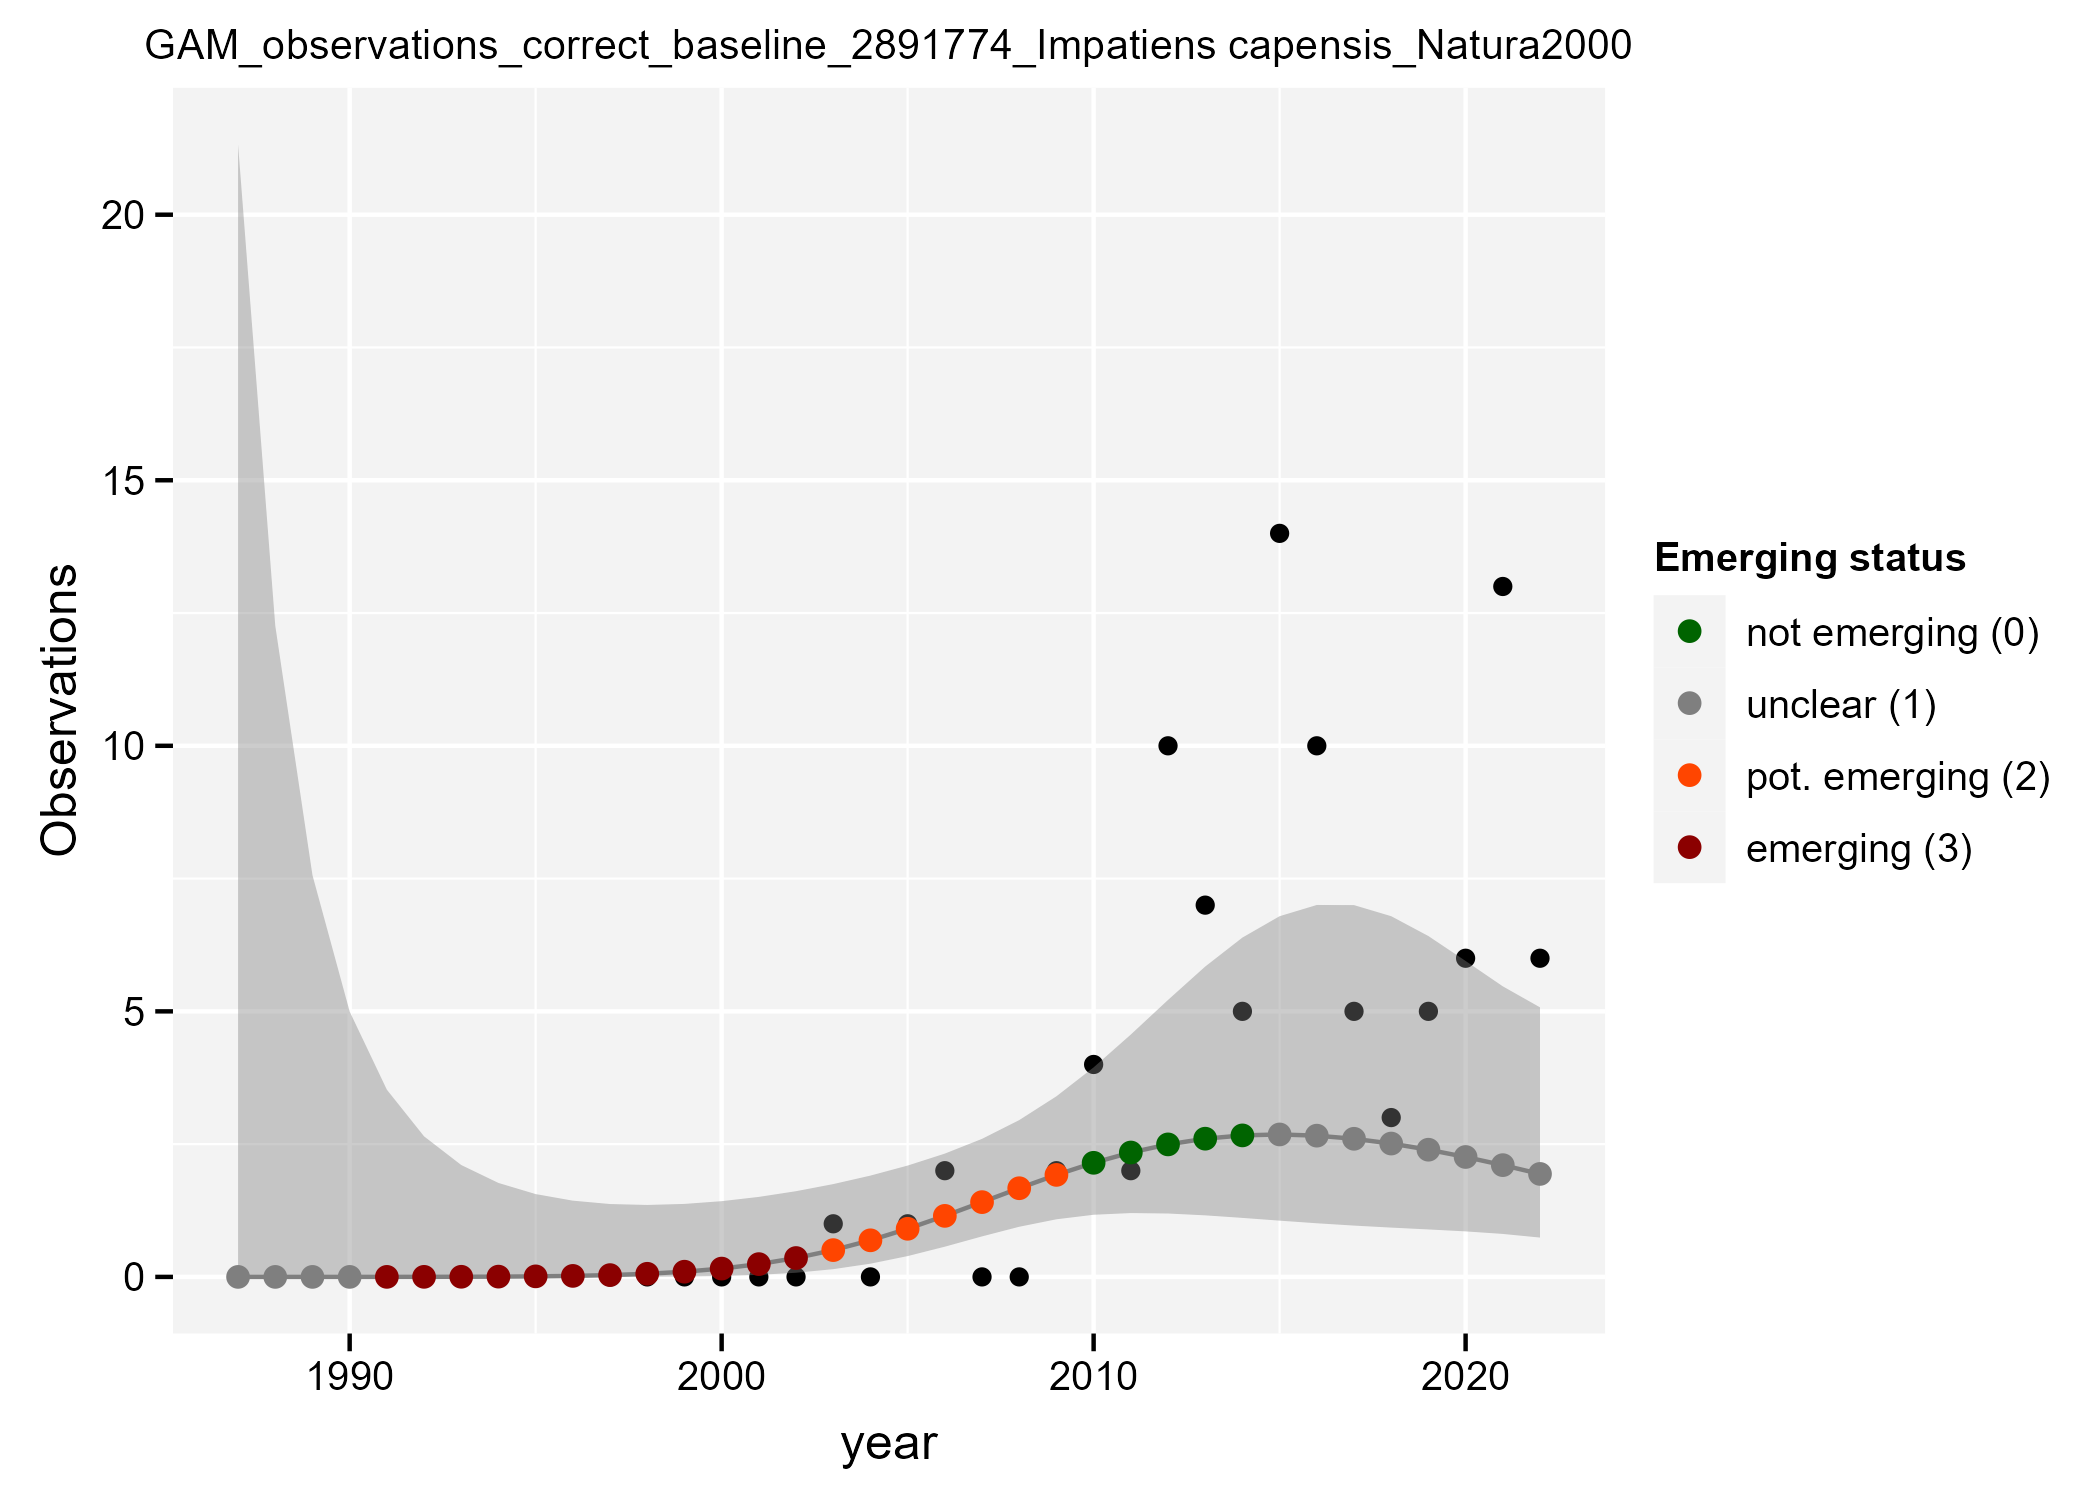 GAM_observations_correct_baseline_2891774_Impatiens capensis_Natura2000
20
15
10
5
0
Observations
1990 2000 2010 2020
year
Emerging status
not emerging (0)
unclear (1)
pot. emerging (2)
emerging (3)